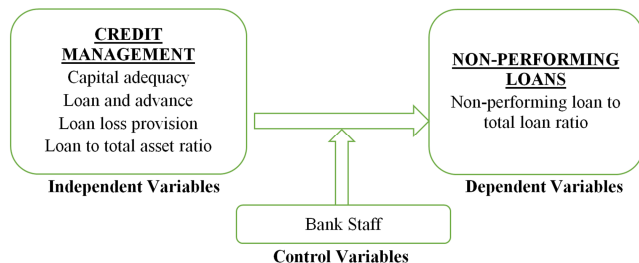 CREDIT
MANAGEMENT
Capital adequacy
Loan and advance
Loan loss provision
Loan to total asset ratio
Independent Variables
NON-PERFORMING
LOANS
Non-performing loan to
total loan ratio
Dependent Variables
Bank Staff
Control Variables